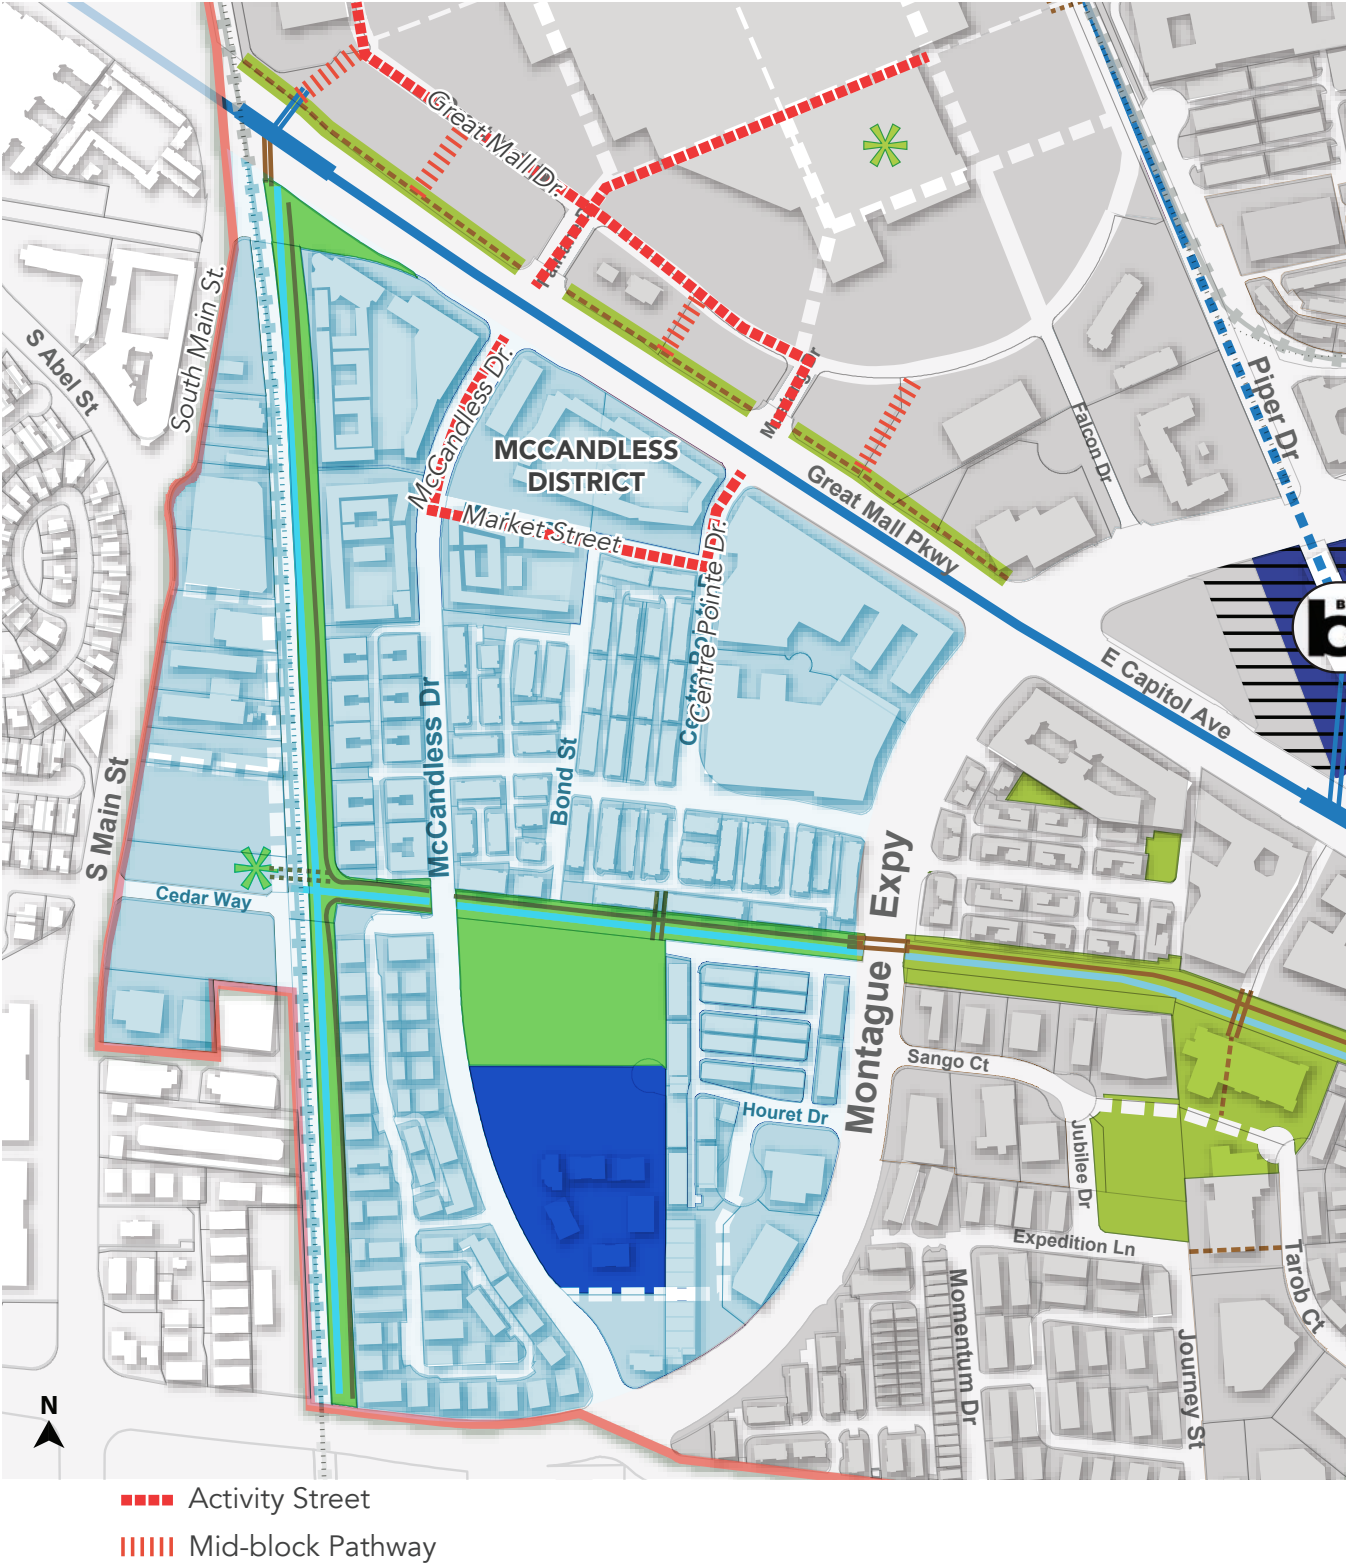 Great Mall Dr.
South Main St.
S Abel St
McCandless Dr.
MCCANDLESS
DISTRICT
Market Street
CentrePointe Dr.
Great Mall Pkwy
Falcon Dr
Piper Dr
B
b
E Capitol Ave
McCandless Dr
Bond St
S Main St
Cedar Way
Montague Expy
Sango Ct
Houret Dr
Jubilee Dr
Expedition Ln
Tarob Ct
Momentum Dr
Journey St
N
Activity Street
Mid-block Pathway